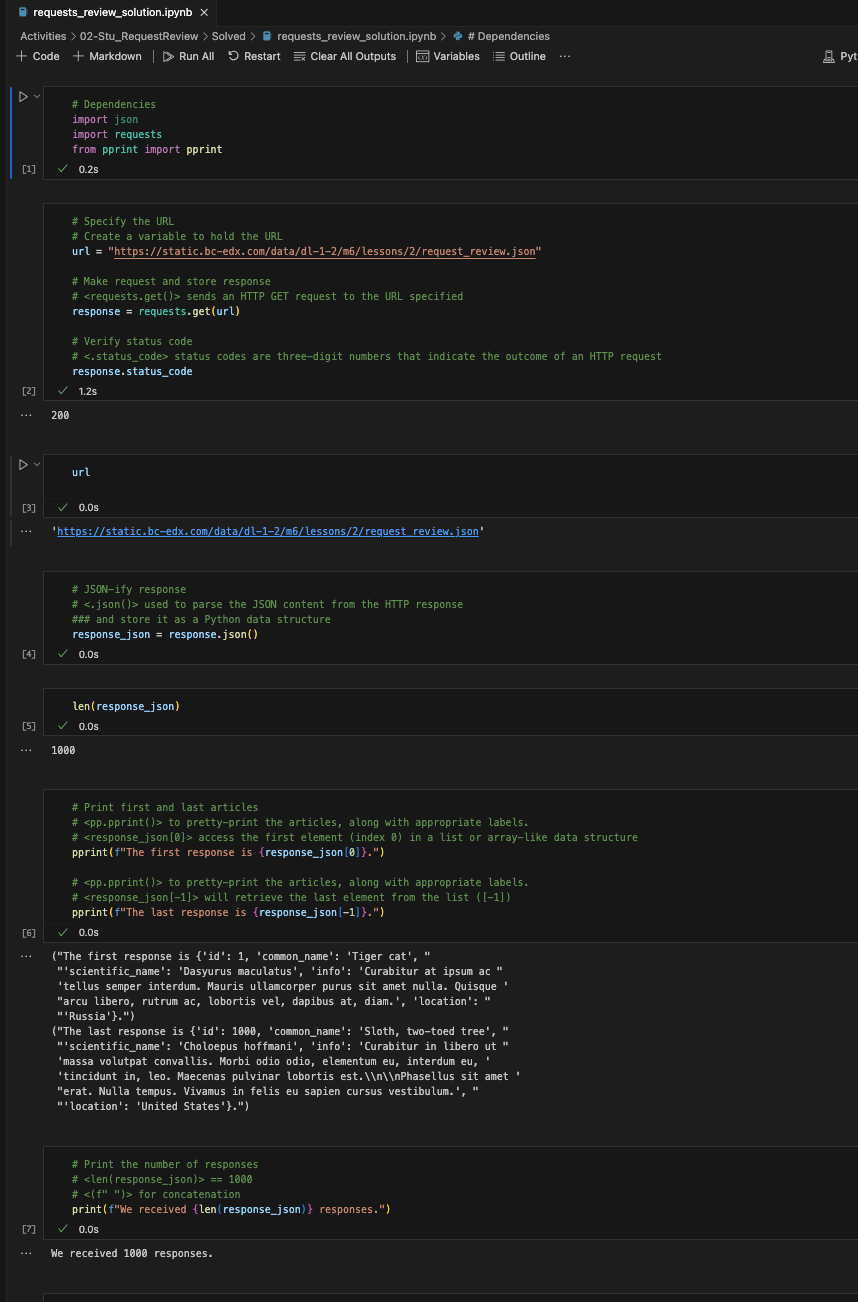 requests_review_solution.ipynb ×
Activities > 02-Stu_RequestReview > Solved > requests_review_solution.ipynb > # Dependencies
+ Code + Markdown | Run All Restart Clear All Outputs | Variables Outline ... Pyt
# Dependencies
import json
import requests
from pprint import pprint
[1] ✓ 0.2s
# Specify the URL
# Create a variable to hold the URL
url = "https://static.bc-edx.com/data/dl-1-2/m6/lessons/2/request_review.json"
# Make request and store response
# <requests.get()> sends an HTTP GET request to the URL specified
response = requests.get(url)
# Verify status code
# <.status_code> status codes are three-digit numbers that indicate the outcome of an HTTP request
response.status_code
[2] ✓ 1.2s
... 200
url
[3] ✓ 0.0s
... 'https://static.bc-edx.com/data/dl-1-2/m6/lessons/2/request_review.json'
# JSON-ify response
# <.json()> used to parse the JSON content from the HTTP response
### and store it as a Python data structure
response_json = response.json()
[4] ✓ 0.0s
len(response_json)
[5] ✓ 0.0s
... 1000
# Print first and last articles
# <pp.pprint()> to pretty-print the articles, along with appropriate labels.
# <response_json[0]> access the first element (index 0) in a list or array-like data structure
pprint(f"The first response is {response_json[0]}.")
# <pp.pprint()> to pretty-print the articles, along with appropriate labels.
# <response_json[-1]> will retrieve the last element from the list ([-1])
pprint(f"The last response is {response_json[-1]}.")
[6] ✓ 0.0s
... ("The first response is {'id': 1, 'common_name': 'Tiger cat', "
"'scientific_name': 'Dasyurus maculatus', 'info': 'Curabitur at ipsum ac "
'tellus semper interdum. Mauris ullamcorper purus sit amet nulla. Quisque '
"arcu libero, rutrum ac, lobortis vel, dapibus at, diam.', 'location': "
"'Russia'}.")
("The last response is {'id': 1000, 'common_name': 'Sloth, two-toed tree', "
"'scientific_name': 'Choloepus hoffmani', 'info': 'Curabitur in libero ut "
'massa volutpat convallis. Morbi odio odio, elementum eu, interdum eu, '
'tincidunt in, leo. Maecenas pulvinar lobortis est.\\n\\nPhasellus sit amet '
"erat. Nulla tempus. Vivamus in felis eu sapien cursus vestibulum.', "
"'location': 'United States'}.")
# Print the number of responses
# <len(response_json)> == 1000
# <(f" ")> for concatenation
print(f"We received {len(response_json)} responses.")
[7] ✓ 0.0s
... We received 1000 responses.